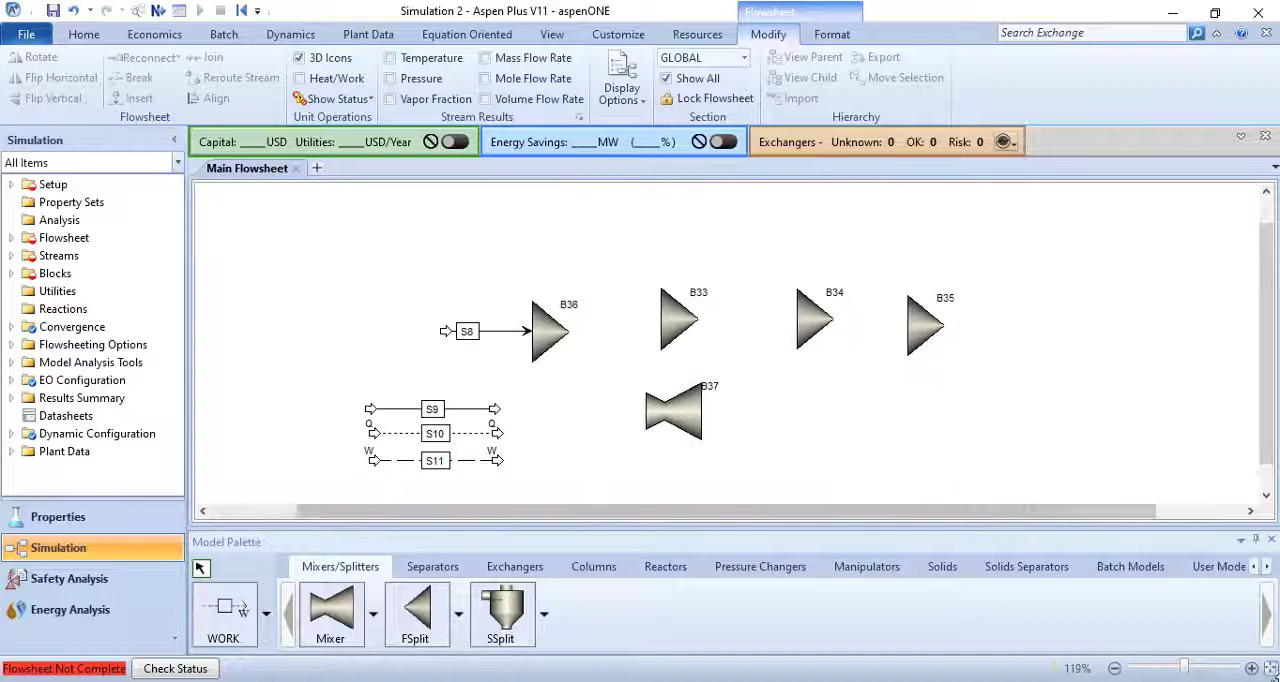 Simulation 2 - Aspen Plus V11 - aspenONE
Flowsheet
File Home Economics Batch Dynamics Plant Data Equation Oriented View Customize Resources Modify Format Search Exchange
Rotate Reconnect Join 3D Icons Temperature Mass Flow Rate GLOBAL View Parent Export
Flip Horizontal Break Reroute Stream Heat/Work Pressure Mole Flow Rate Display Show All View Child Move Selection
Flip Vertical Insert Align Show Status Vapor Fraction Volume Flow Rate Options Lock Flowsheet Import
Flowsheet Unit Operations Stream Results Section Hierarchy
Simulation Capital: ____USD Utilities: ____USD/Year Energy Savings: ____MW (____%) Exchangers - Unknown: 0 OK: 0 Risk: 0
All Items Main Flowsheet
Setup
Property Sets
Analysis
Flowsheet
Streams
Blocks
Utilities
Reactions
Convergence
Flowsheeting Options
Model Analysis Tools
EO Configuration
Results Summary
Datasheets
Dynamic Configuration
Plant Data
B36 B33 B34 B35
S8
B37
S9
Q S10 Q
W S11 W
Properties
Simulation
Safety Analysis
Energy Analysis
Model Palette
Mixers/Splitters Separators Exchangers Columns Reactors Pressure Changers Manipulators Solids Solids Separators Batch Models User Mode
W
WORK Mixer FSplit SSplit
Flowsheet Not Complete Check Status 119%